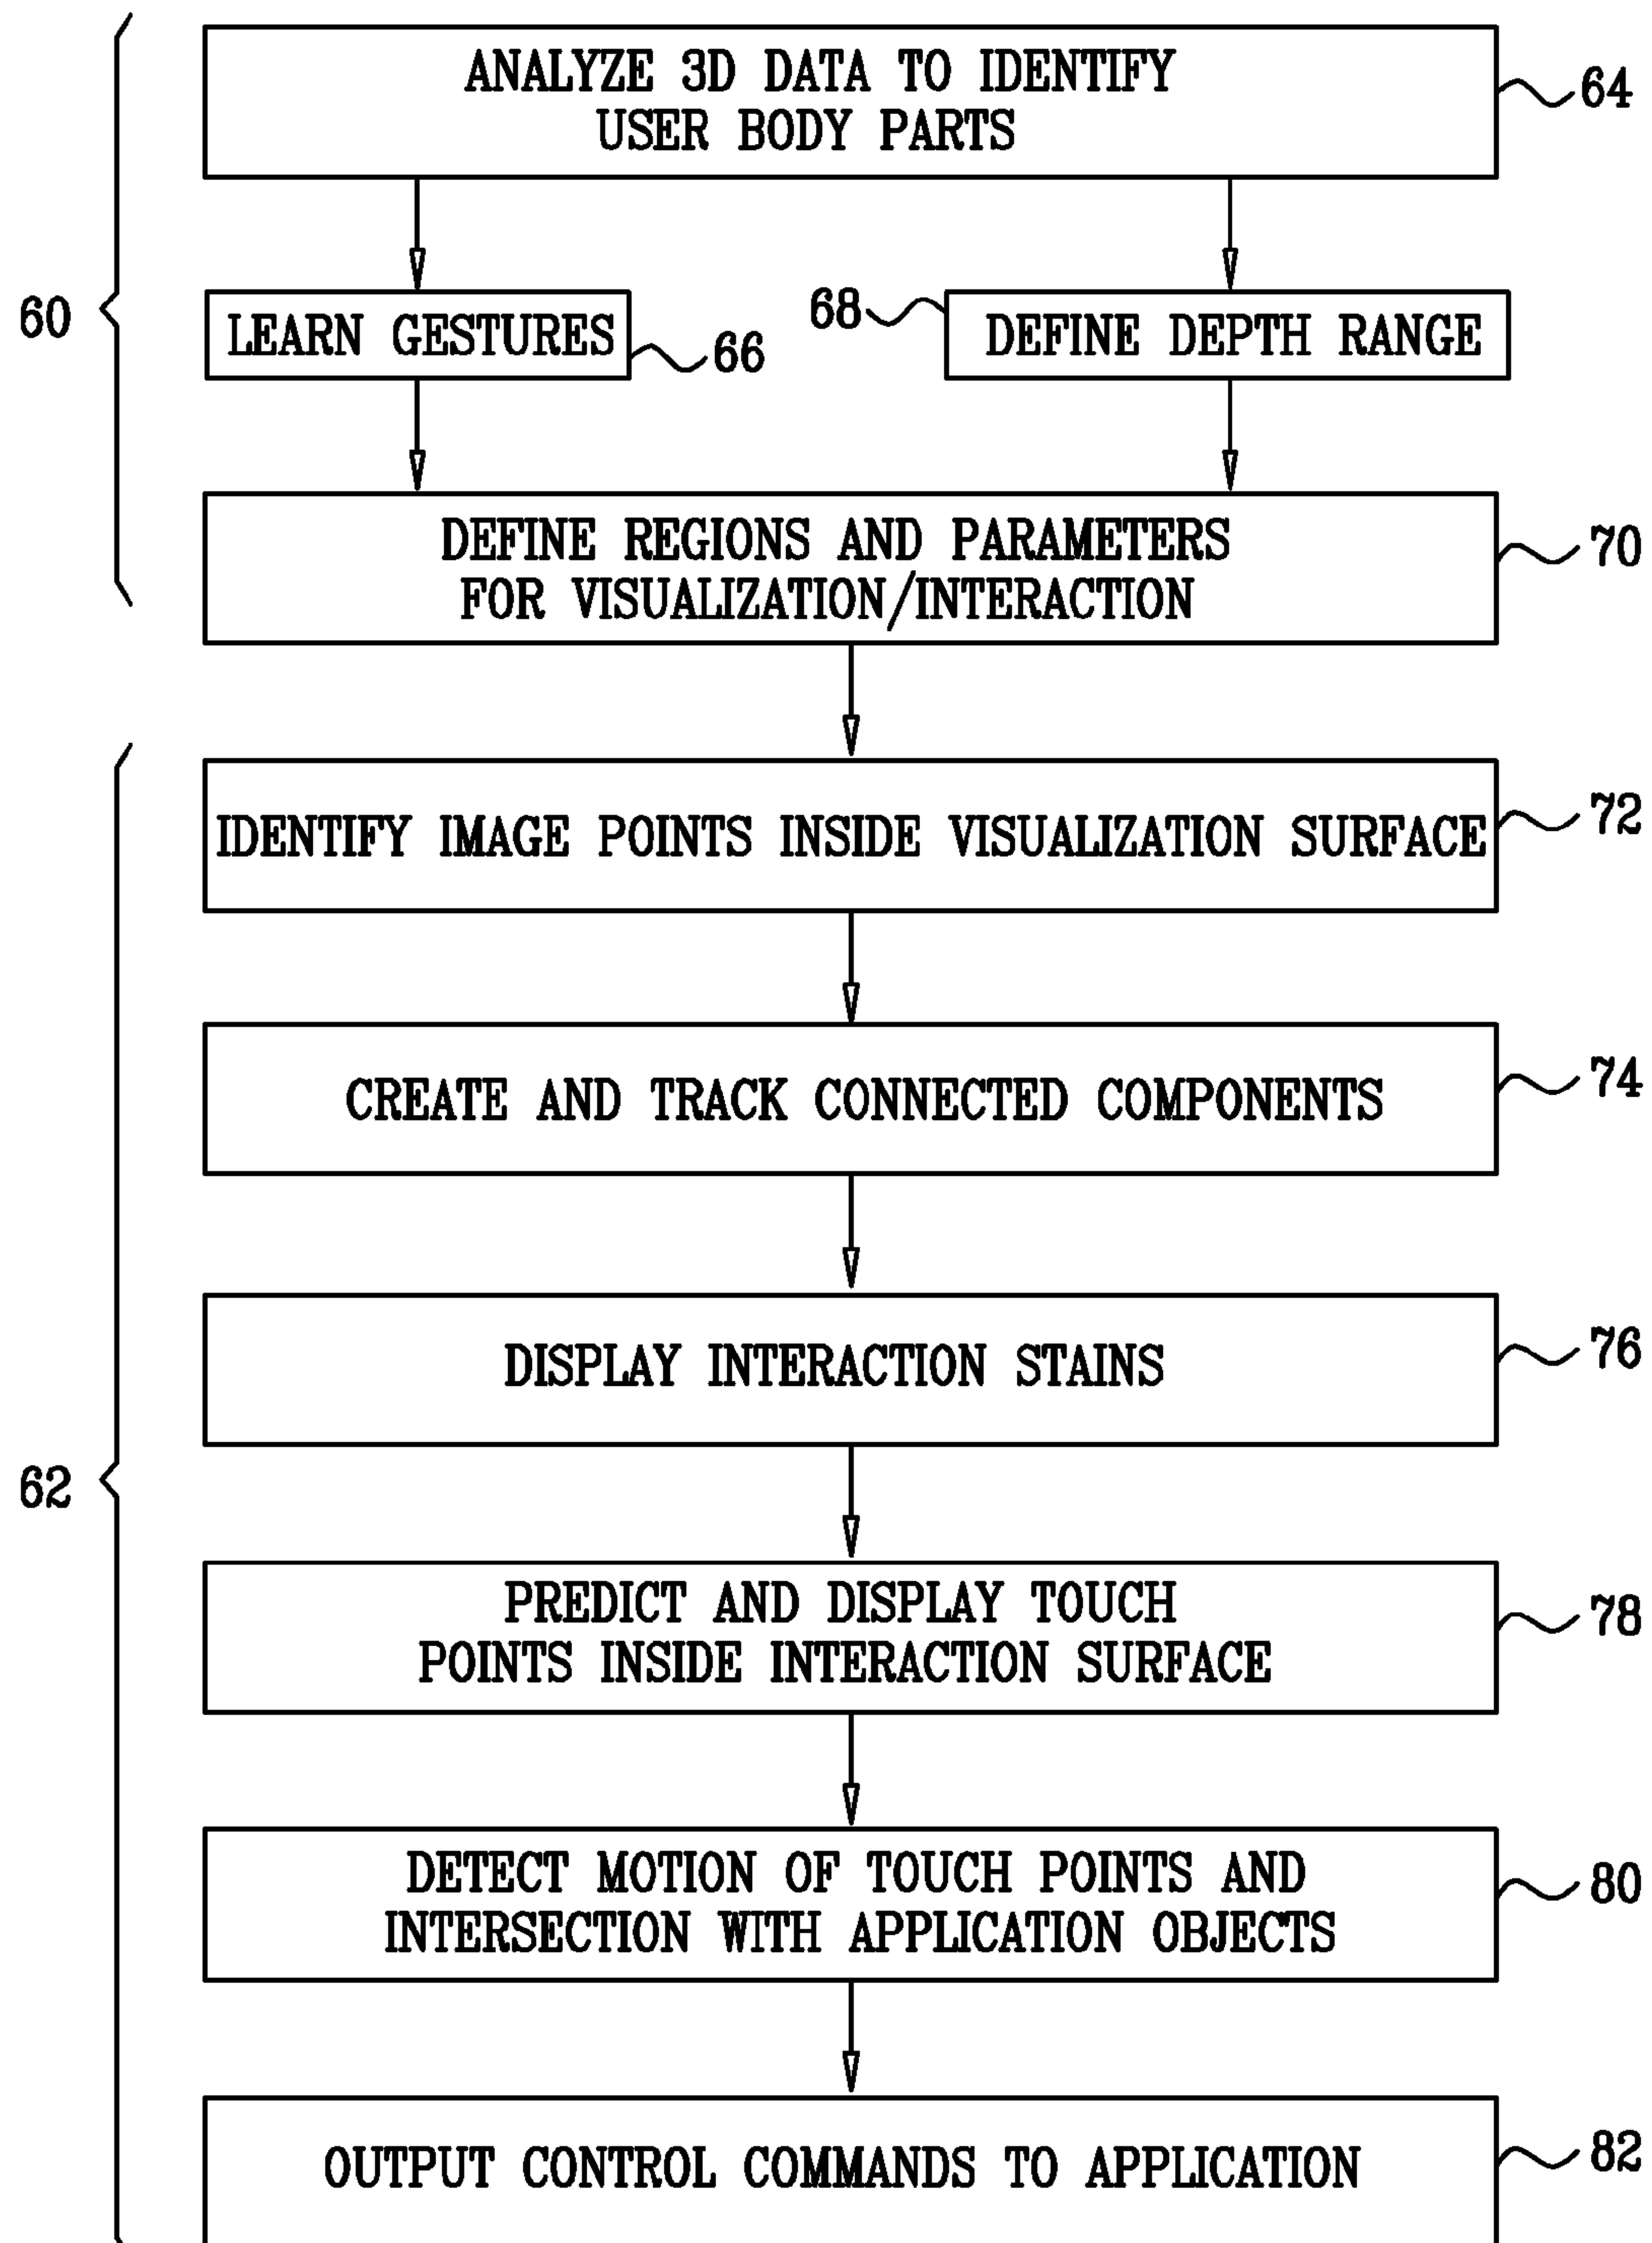 ANALYZE 3D DATA TO IDENTIFY
USER BODY PARTS
64
60
LEARN GESTURES
66
68
DEFINE DEPTH RANGE
DEFINE REGIONS AND PARAMETERS
FOR VISUALIZATION/INTERACTION
70
IDENTIFY IMAGE POINTS INSIDE VISUALIZATION SURFACE
72
CREATE AND TRACK CONNECTED COMPONENTS
74
DISPLAY INTERACTION STAINS
76
62
PREDICT AND DISPLAY TOUCH
POINTS INSIDE INTERACTION SURFACE
78
DETECT MOTION OF TOUCH POINTS AND
INTERSECTION WITH APPLICATION OBJECTS
80
OUTPUT CONTROL COMMANDS TO APPLICATION
82